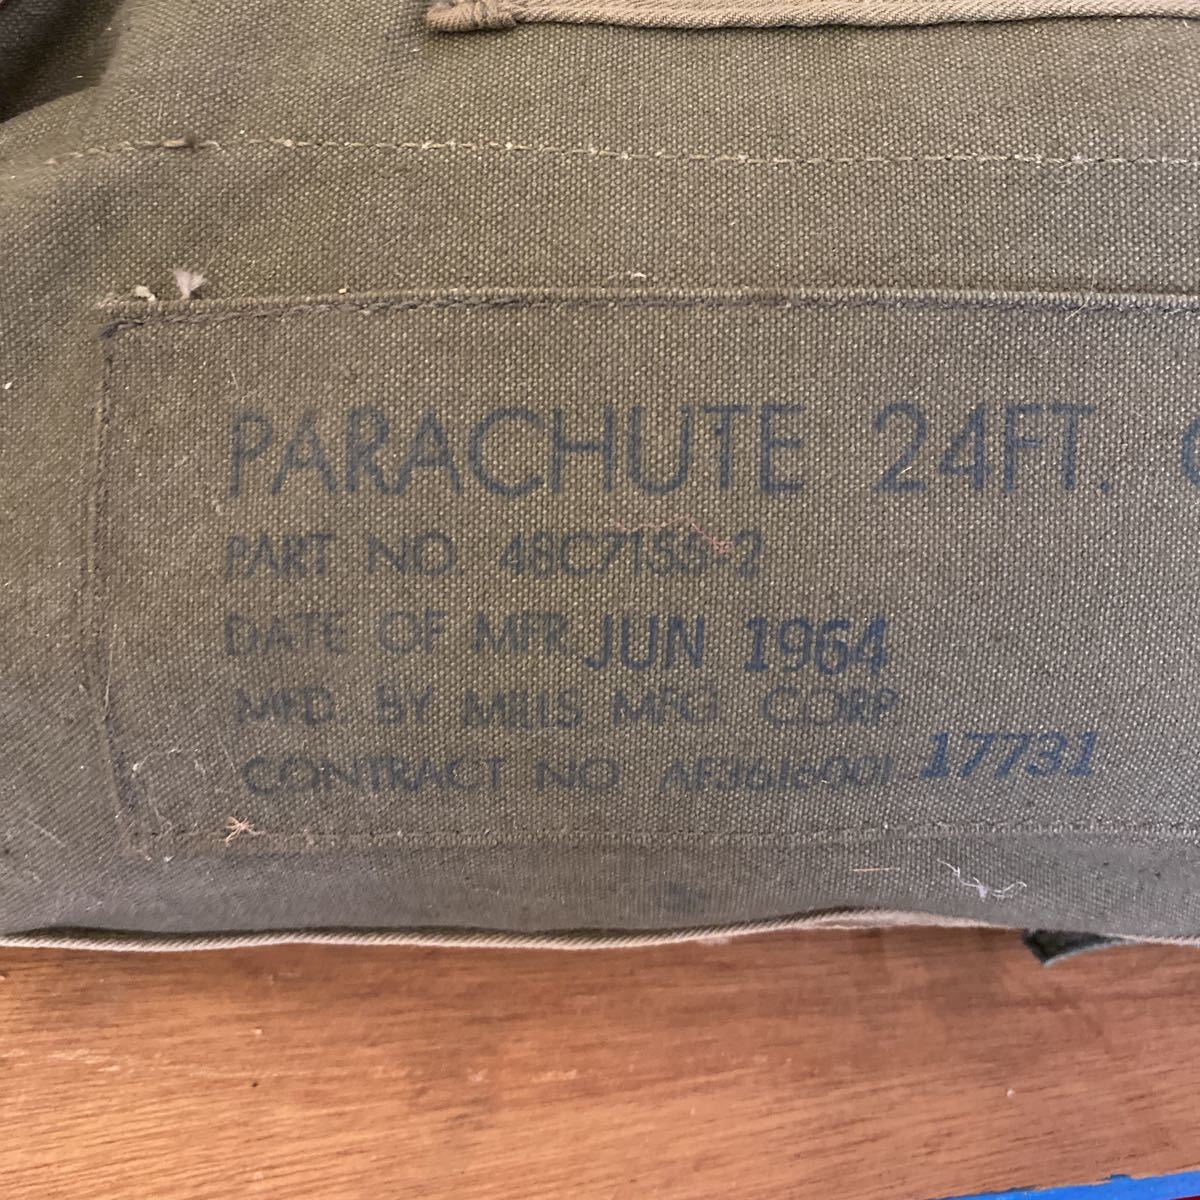 PARACHUTE 24FT.
PART NO. 48C7155-2
DATE OF MFR. JUN 1964
MFD. BY MILLS MFG. CORP
CONTRACT NO. AF3616001 17731